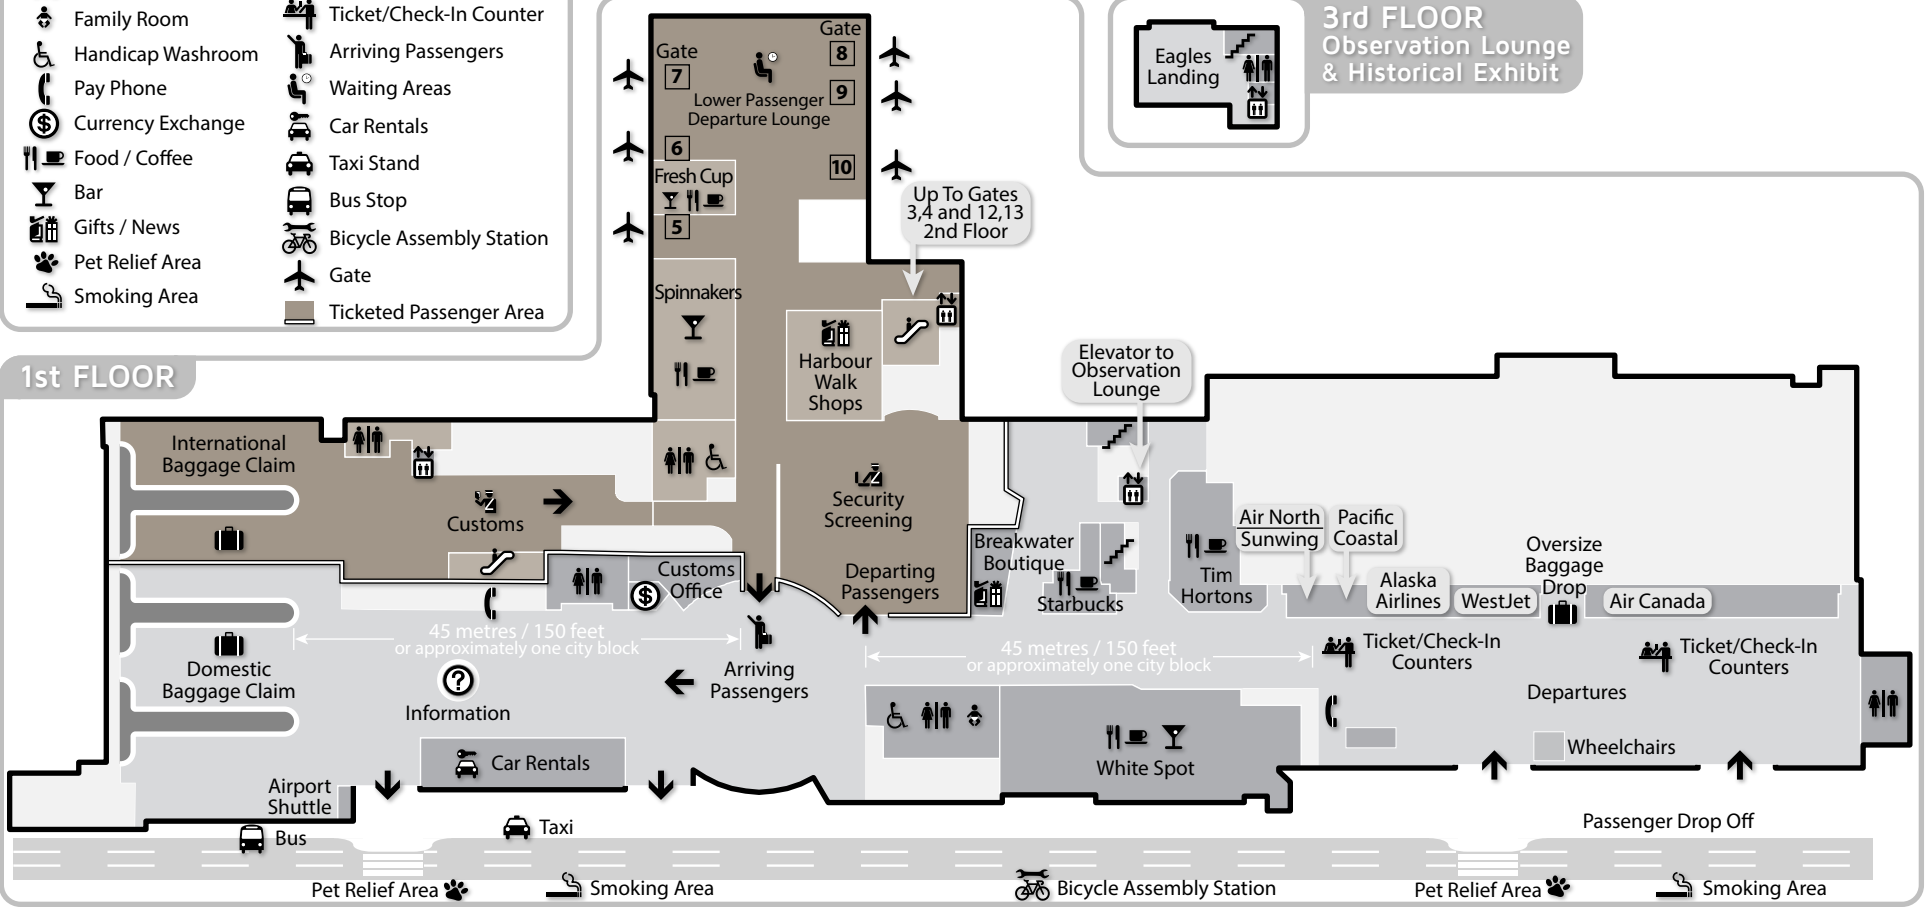 Family Room
Handicap Washroom
Pay Phone
Currency Exchange
Food / Coffee
Bar
Gifts / News
Pet Relief Area
Smoking Area
Ticket/Check-In Counter
Arriving Passengers
Waiting Areas
Car Rentals
Taxi Stand
Bus Stop
Bicycle Assembly Station
Gate
Ticketed Passenger Area
3rd FLOOR
Observation Lounge
& Historical Exhibit
Eagles
Landing
1st FLOOR
Gate
7
Gate
8
9
Lower Passenger
Departure Lounge
6
10
Fresh Cup
5
Up To Gates
3,4 and 12,13
2nd Floor
Spinnakers
Harbour
Walk
Shops
Elevator to
Observation
Lounge
International
Baggage Claim
Customs
Security
Screening
Customs
Office
$
Departing
Passengers
Breakwater
Boutique
Starbucks
Tim
Hortons
Air North
Sunwing
Pacific
Coastal
Alaska
Airlines
WestJet
Oversize
Baggage
Drop
Air Canada
45 metres / 150 feet
or approximately one city block
45 metres / 150 feet
or approximately one city block
Ticket/Check-In
Counters
Ticket/Check-In
Counters
Domestic
Baggage Claim
?
Information
Arriving
Passengers
Departures
Car Rentals
White Spot
Wheelchairs
Airport
Shuttle
Bus
Taxi
Passenger Drop Off
Pet Relief Area
Smoking Area
Bicycle Assembly Station
Pet Relief Area
Smoking Area